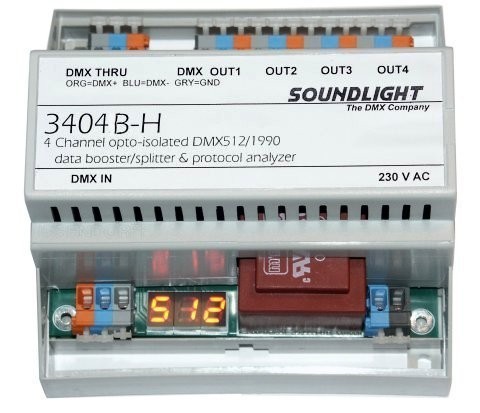 DMX THRU DMX OUT1 OUT2 OUT3 OUT4
ORG=DMX+ BLU=DMX- GRY=GND
SOUNDLIGHT
The DMX Company
3404B-H
4 Channel opto-isolated DMX512/1990
data booster/splitter & protocol analyzer
DMX IN 230 V AC
512